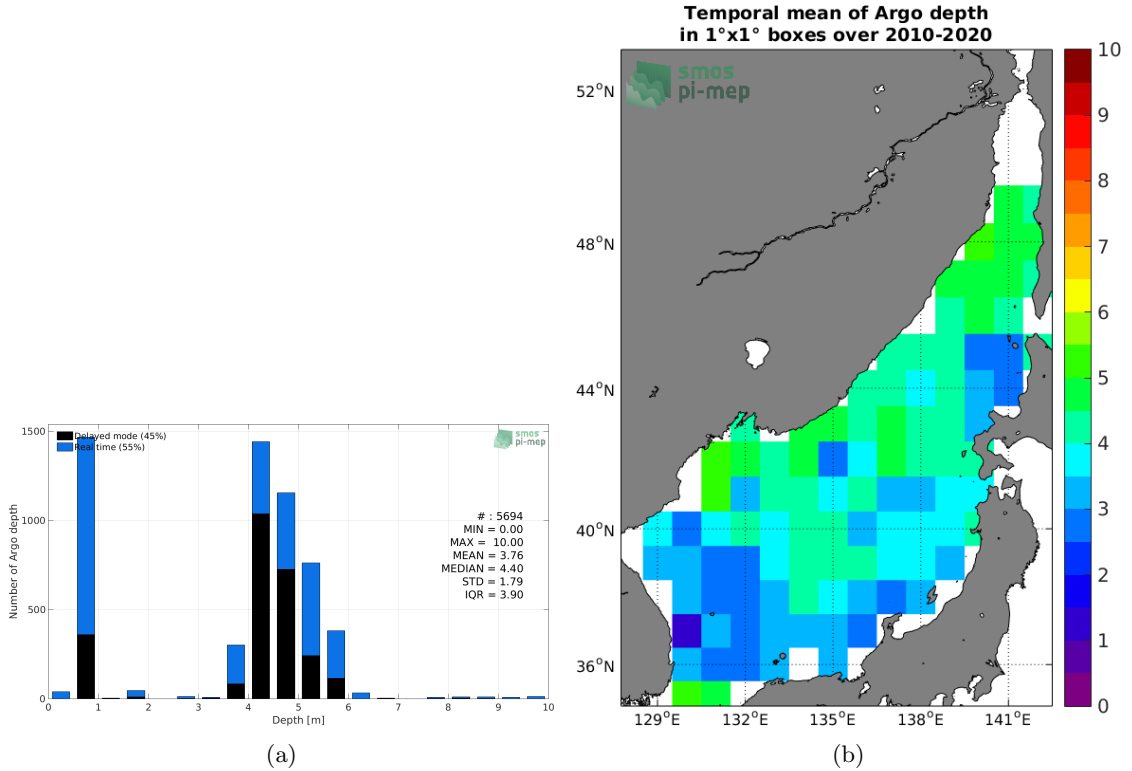 Temporal mean of Argo depth
in 1°x1° boxes over 2010-2020
smos
pi-mep
52°N
48°N
44°N
40°N
36°N
129°E
132°E
135°E
138°E
141°E
10
9
8
7
6
5
4
3
2
1
0
Delayed mode (45%)
Real time (55%)
smos
pi-mep
# : 5694
MIN = 0.00
MAX = 10.00
MEAN = 3.76
MEDIAN = 4.40
STD = 1.79
IQR = 3.90
Number of Argo depth
1500
1000
500
0
0 1 2 3 4 5 6 7 8 9 10
Depth [m]
(a)
(b)